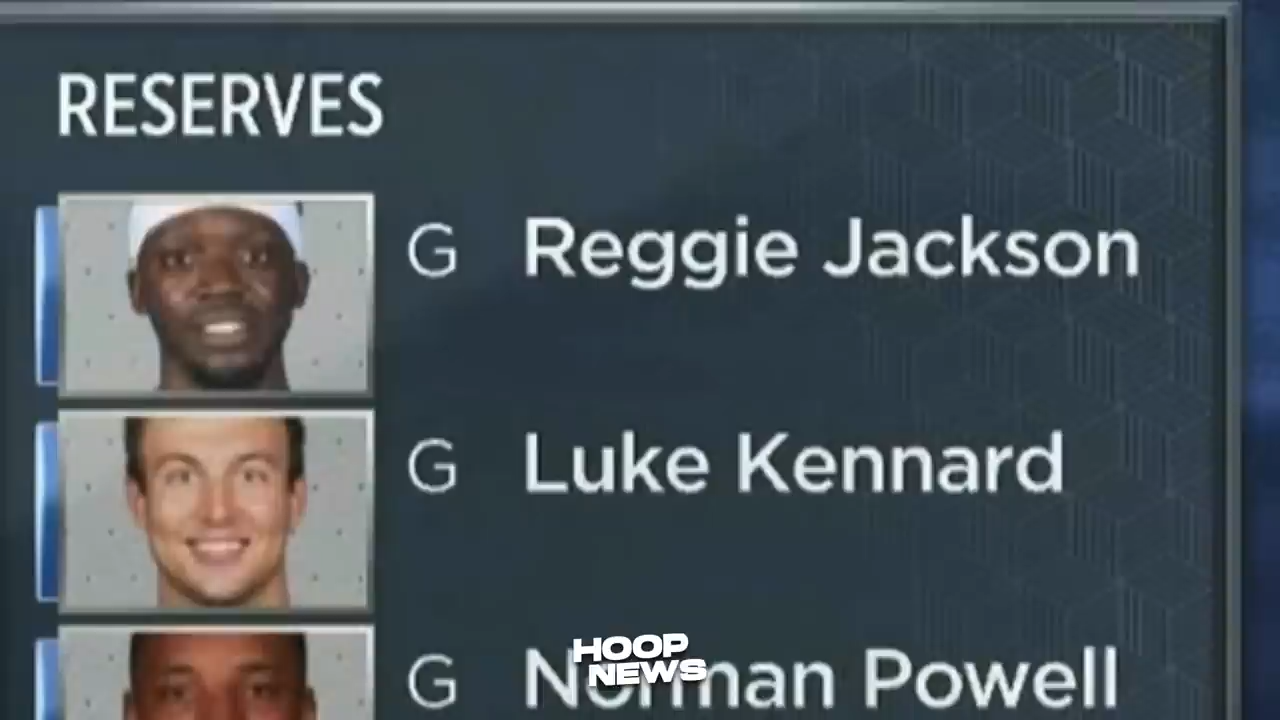 RESERVES
G Reggie Jackson
G Luke Kennard
G Norman Powell
HOOP
NEWS